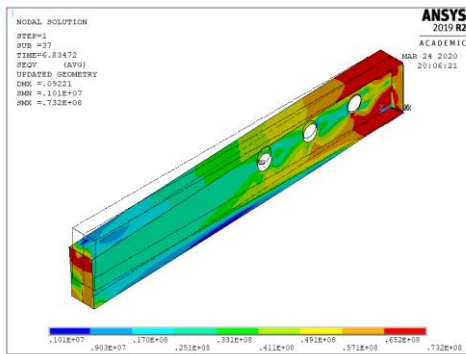 1
NODAL SOLUTION
STEP=1
SUB =37
TIME=6.83472
SEQV (AVG)
UPDATED GEOMETRY
DMX =.09221
SMN =.101E+07
SMX =.732E+08
ANSYS
2019 R2
ACADEMIC
MAR 24 2020
20:06:21
MX
.101E+07 .170E+08 .331E+08 .491E+08 .652E+08
.903E+07 .251E+08 .411E+08 .571E+08 .732E+08